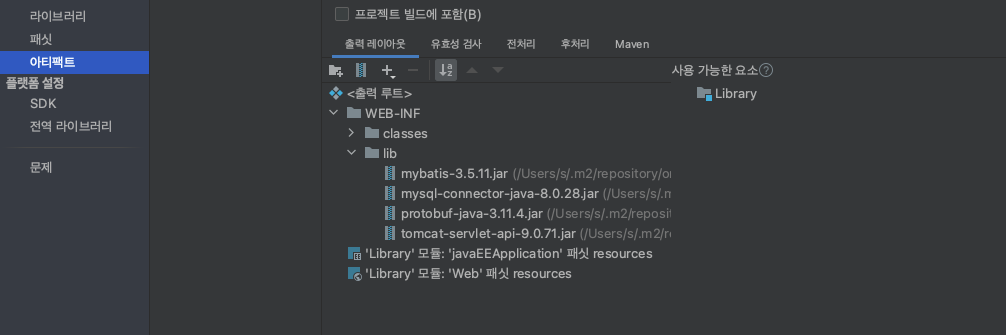 라이브러리
패싯
아티팩트
플랫폼 설정
SDK
전역 라이브러리
문제
프로젝트 빌드에 포함(B)
출력 레이아웃 유효성 검사 전처리 후처리 Maven
사용 가능한 요소
<출력 루트>
WEB-INF
classes
lib
mybatis-3.5.11.jar (/Users/s/.m2/repository/or
mysql-connector-java-8.0.28.jar (/Users/s/.m
protobuf-java-3.11.4.jar (/Users/s/.m2/reposit
tomcat-servlet-api-9.0.71.jar (/Users/s/.m2/re
'Library' 모듈: 'javaEEApplication' 패싯 resources
'Library' 모듈: 'Web' 패싯 resources
Library